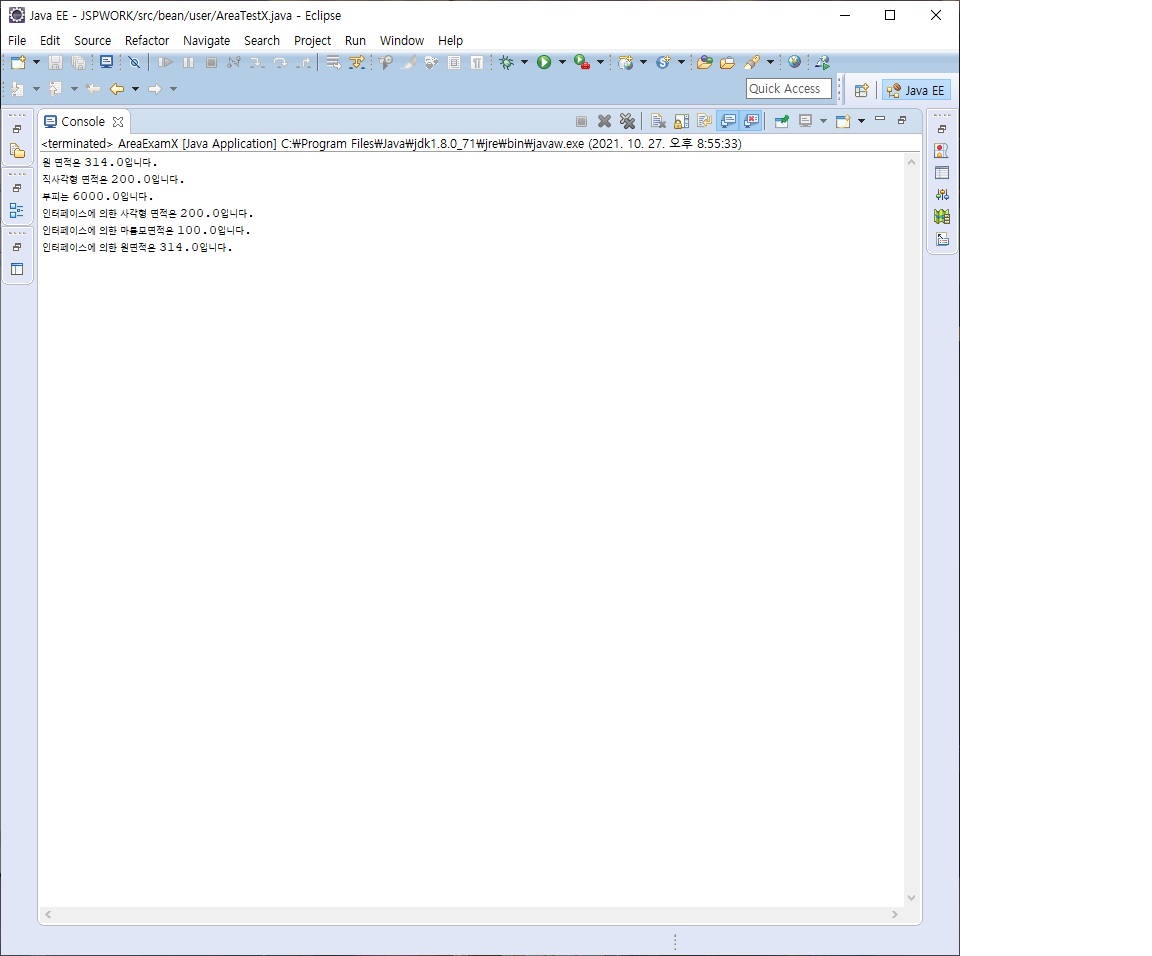 Java EE - JSPWORK/src/bean/user/AreaTestX.java - Eclipse
File Edit Source Refactor Navigate Search Project Run Window Help
Quick Access
Java EE
Console
<terminated> AreaExamX [Java Application] C:₩Program Files₩Java₩jdk1.8.0_71₩jre₩bin₩javaw.exe (2021. 10. 27. 오후 8:55:33)
원 면적은 314.0입니다.
직사각형 면적은 200.0입니다.
부피는 6000.0입니다.
인터페이스에 의한 사각형 면적은 200.0입니다.
인터페이스에 의한 마름모면적은 100.0입니다.
인터페이스에 의한 원면적은 314.0입니다.